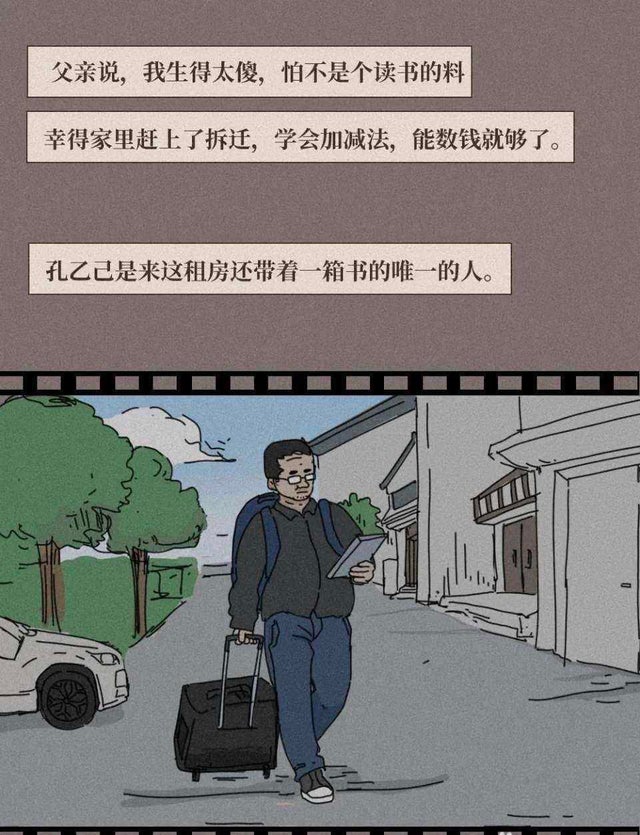 父亲说，我生得太傻，怕不是个读书的料
幸得家里赶上了拆迁，学会加减法，能数钱就够了。
孔乙己是来这租房还带着一箱书的唯一的人。